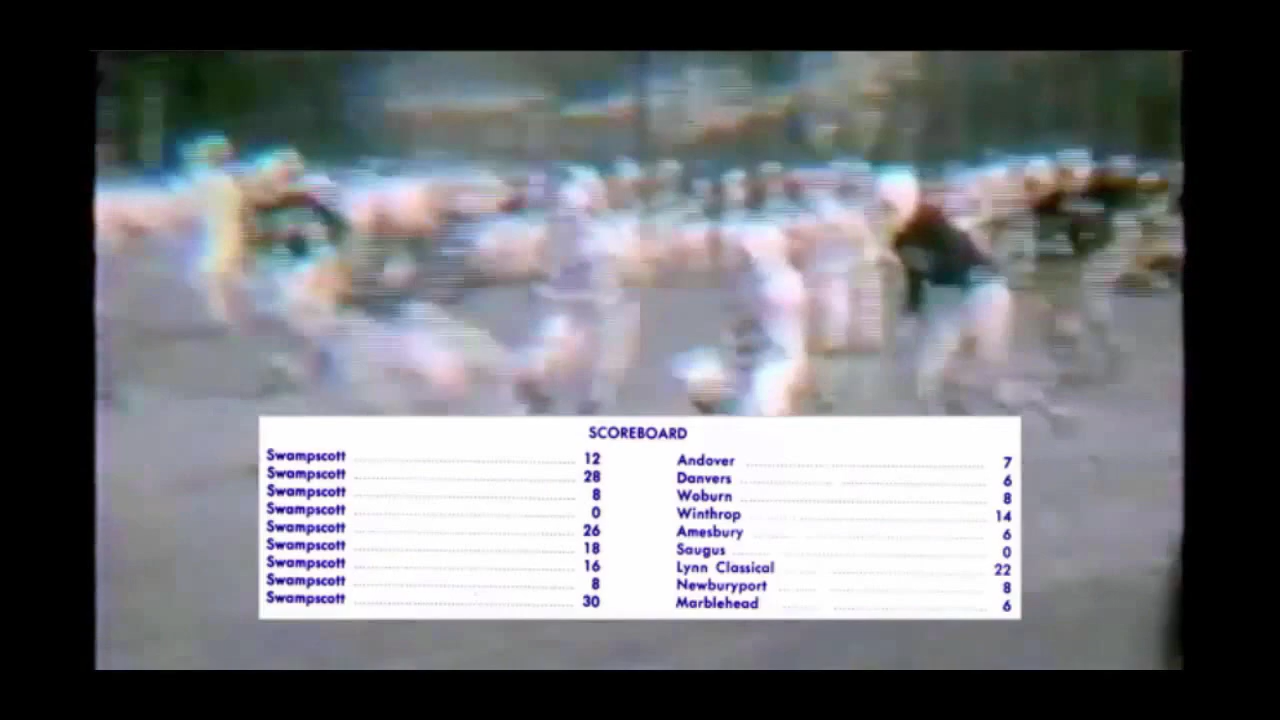 SCOREBOARD
Swampscott 12 Andover 7
Swampscott 28 Danvers 6
Swampscott 8 Woburn 8
Swampscott 0 Winthrop 14
Swampscott 26 Amesbury 6
Swampscott 18 Saugus 0
Swampscott 16 Lynn Classical 22
Swampscott 8 Newburyport 8
Swampscott 30 Marblehead 6